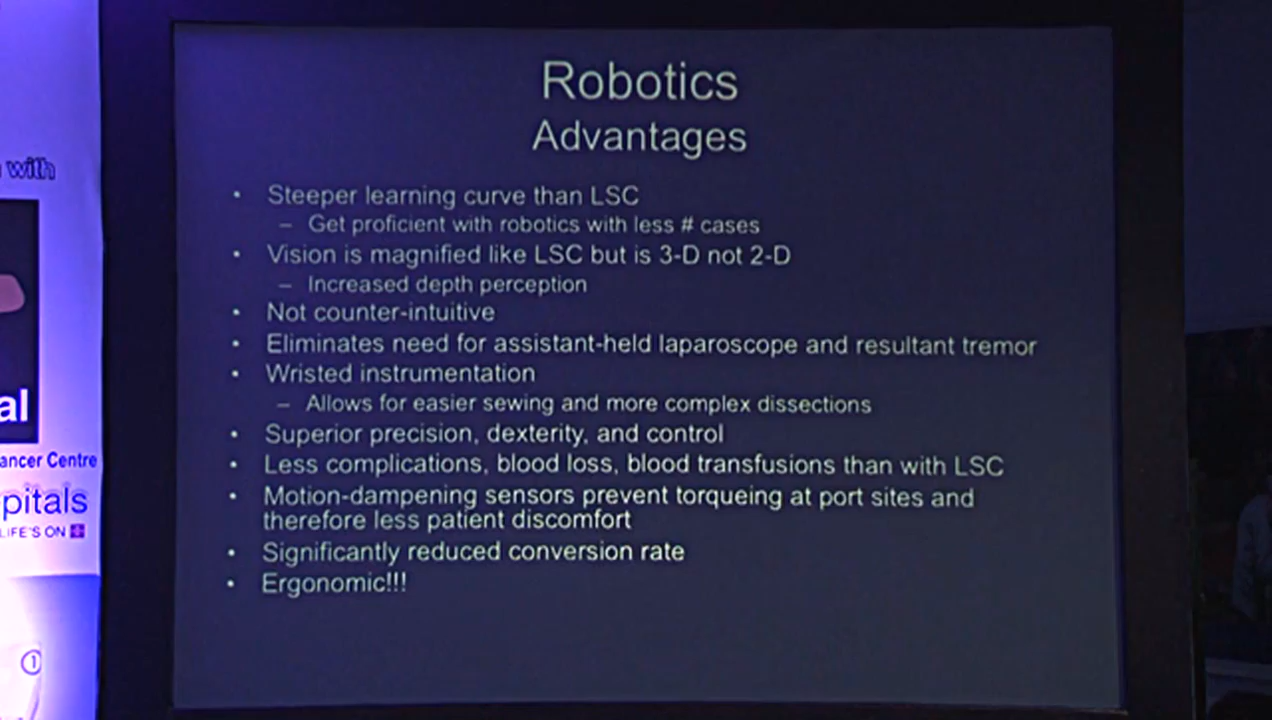 with
al
ancer Centre
pitals
LIFE'S ON
1
Robotics
Advantages
• Steeper learning curve than LSC
– Get proficient with robotics with less # cases
• Vision is magnified like LSC but is 3-D not 2-D
– Increased depth perception
• Not counter-intuitive
• Eliminates need for assistant-held laparoscope and resultant tremor
• Wristed instrumentation
– Allows for easier sewing and more complex dissections
• Superior precision, dexterity, and control
• Less complications, blood loss, blood transfusions than with LSC
• Motion-dampening sensors prevent torqueing at port sites and
therefore less patient discomfort
• Significantly reduced conversion rate
• Ergonomic!!!